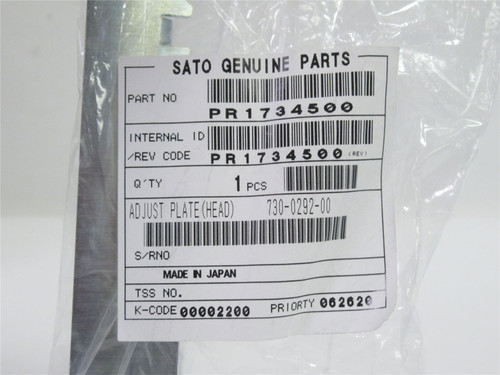 SATO GENUINE PARTS
PART NO
PR1734500
INTERNAL ID
/REV CODE PR1734500 (REV)
Q'TY 1 PCS
ADJUST PLATE(HEAD) 730-0292-00
S/RNO
MADE IN JAPAN
TSS NO.
K-CODE 00002200 PRIORTY 062620